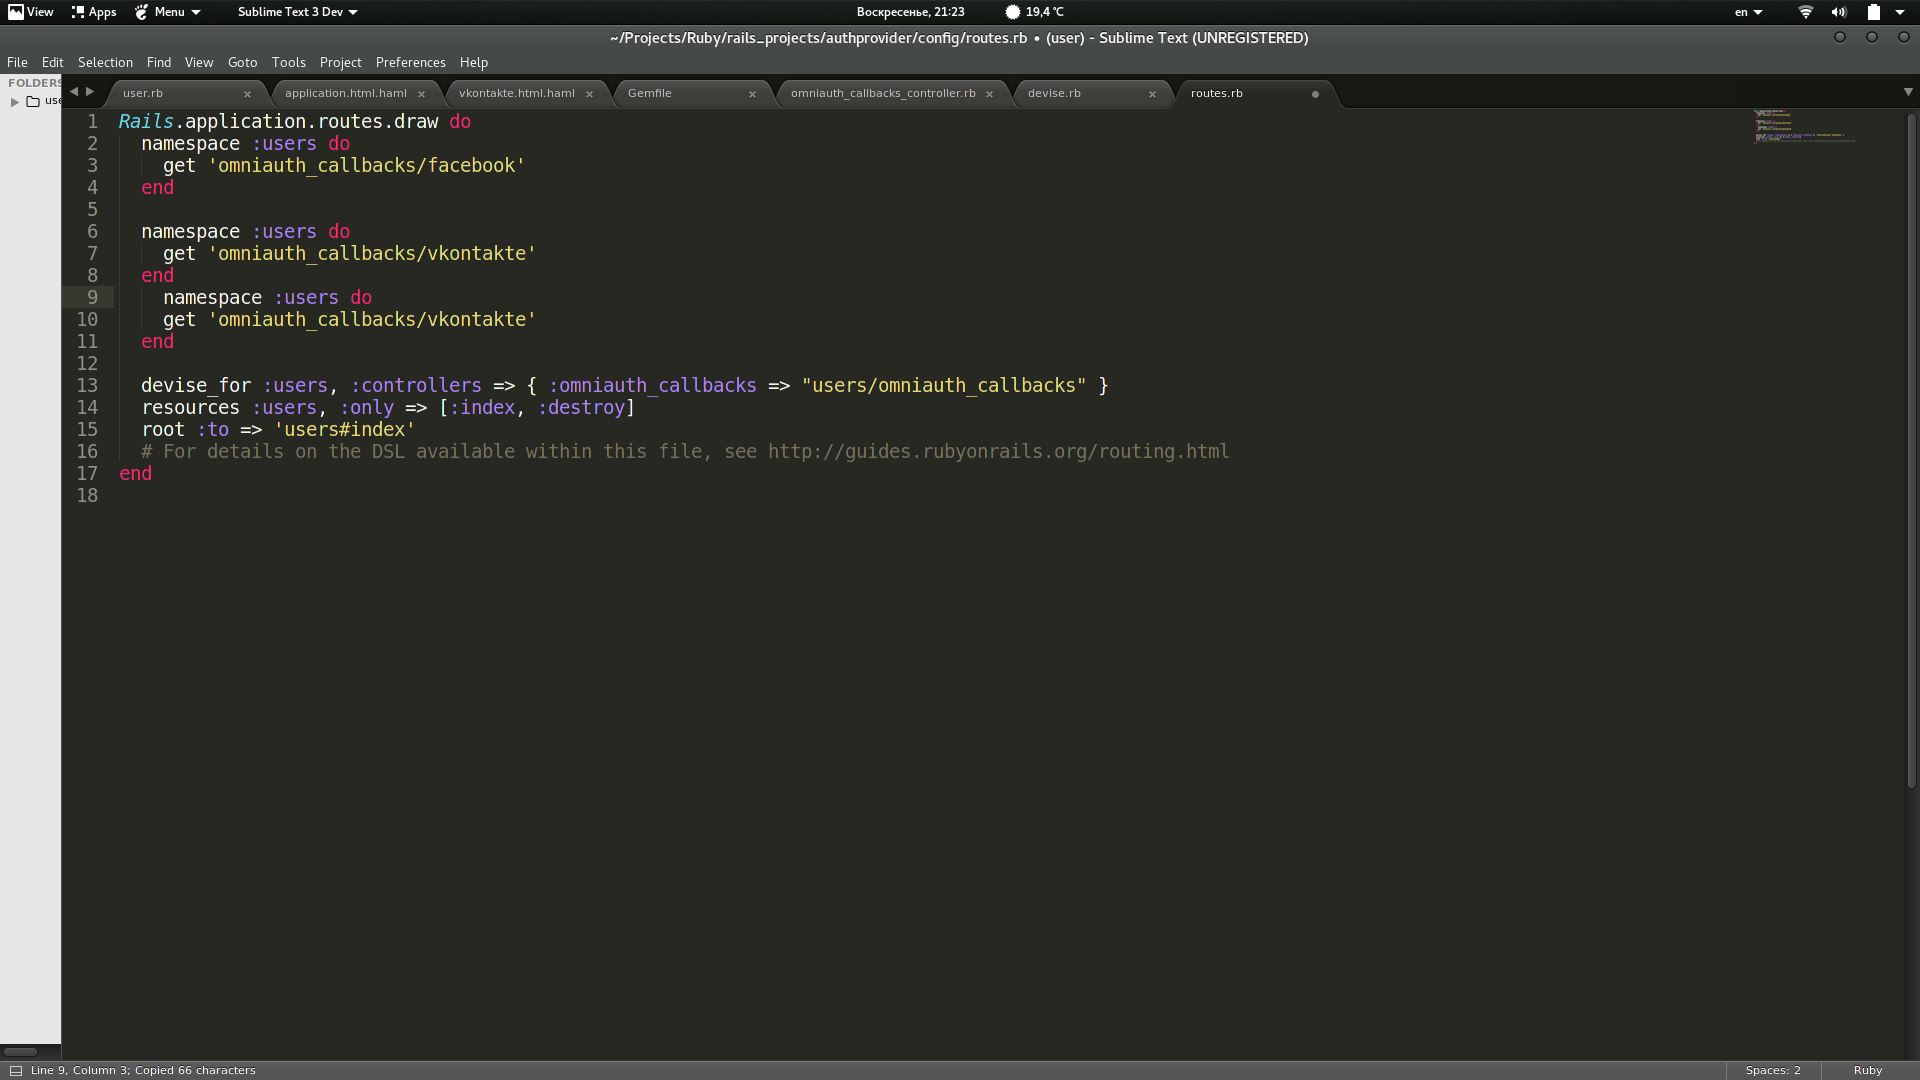 View Apps Menu Sublime Text 3 Dev Воскресенье, 21:23 19,4 °C en
~/Projects/Ruby/rails_projects/authprovider/config/routes.rb • (user) - Sublime Text (UNREGISTERED)
File Edit Selection Find View Goto Tools Project Preferences Help
FOLDERS
use
user.rb × application.html.haml × vkontakte.html.haml × Gemfile × omniauth_callbacks_controller.rb × devise.rb × routes.rb
1 Rails.application.routes.draw do
2 namespace :users do
3 get 'omniauth_callbacks/facebook'
4 end
5
6 namespace :users do
7 get 'omniauth_callbacks/vkontakte'
8 end
9 namespace :users do
10 get 'omniauth_callbacks/vkontakte'
11 end
12
13 devise_for :users, :controllers => { :omniauth_callbacks => "users/omniauth_callbacks" }
14 resources :users, :only => [:index, :destroy]
15 root :to => 'users#index'
16 # For details on the DSL available within this file, see http://guides.rubyonrails.org/routing.html
17 end
18
Line 9, Column 3; Copied 66 characters Spaces: 2 Ruby